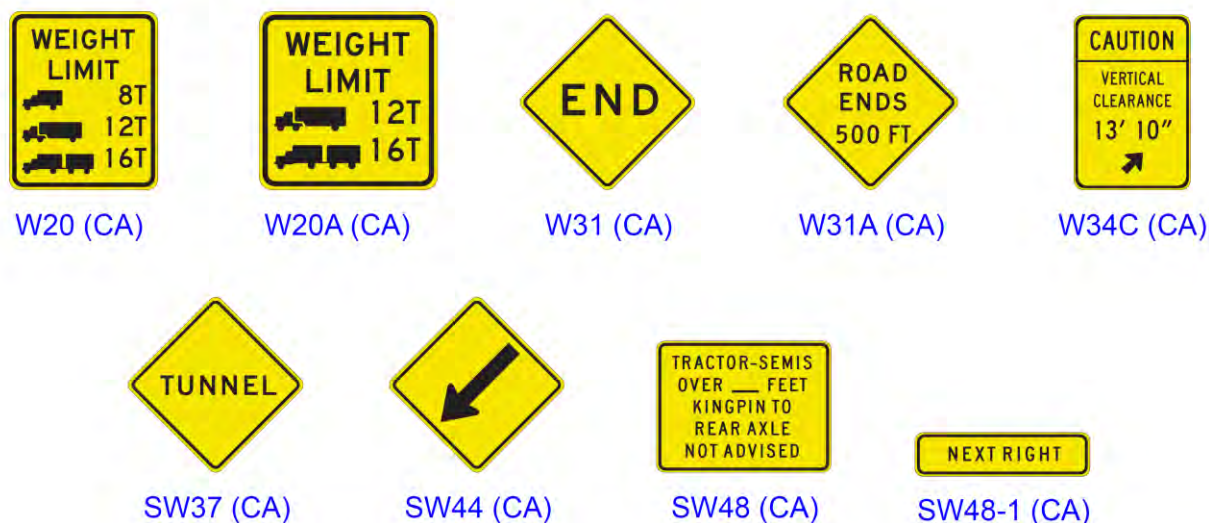 WEIGHT
LIMIT
8T
12T
16T
W20 (CA)
WEIGHT
LIMIT
12T
16T
W20A (CA)
END
W31 (CA)
ROAD
ENDS
500 FT
W31A (CA)
CAUTION
VERTICAL
CLEARANCE
13' 10"
W34C (CA)
TUNNEL
SW37 (CA)
SW44 (CA)
TRACTOR-SEMIS
OVER ___ FEET
KINGPIN TO
REAR AXLE
NOT ADVISED
SW48 (CA)
NEXT RIGHT
SW48-1 (CA)